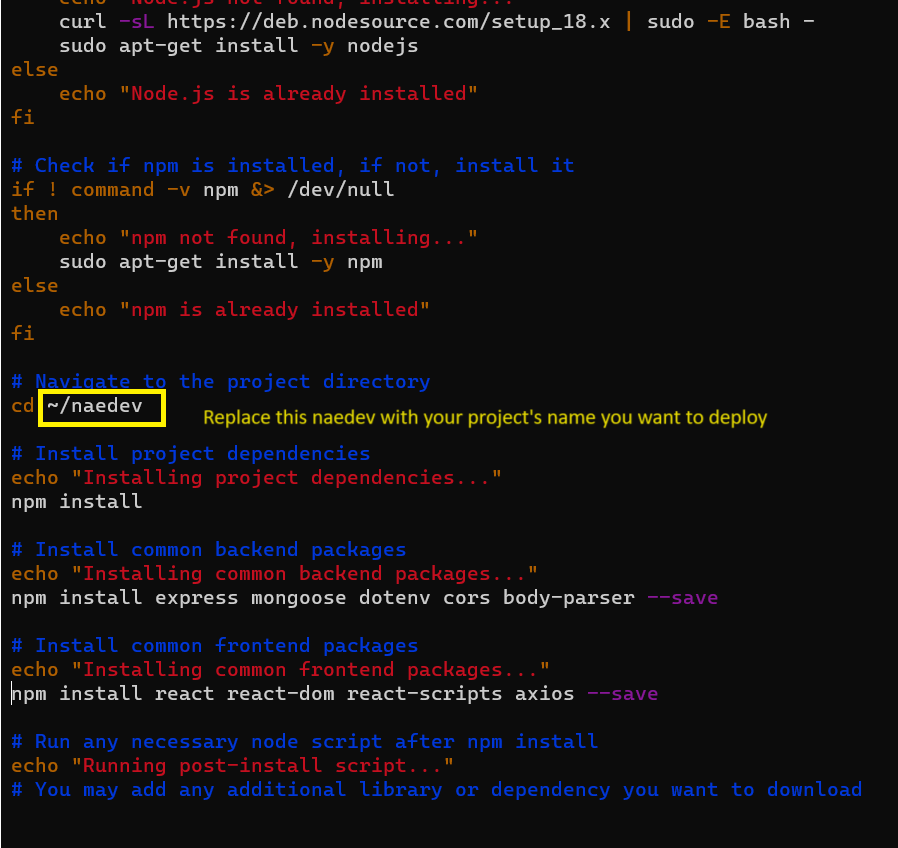 echo "Node.js not found, installing..."
curl -sL https://deb.nodesource.com/setup_18.x | sudo -E bash -
sudo apt-get install -y nodejs
else
echo "Node.js is already installed"
fi
# Check if npm is installed, if not, install it
if ! command -v npm &> /dev/null
then
echo "npm not found, installing..."
sudo apt-get install -y npm
else
echo "npm is already installed"
fi
# Navigate to the project directory
cd ~/naedev
Replace this naedev with your project's name you want to deploy
# Install project dependencies
echo "Installing project dependencies..."
npm install
# Install common backend packages
echo "Installing common backend packages..."
npm install express mongoose dotenv cors body-parser --save
# Install common frontend packages
echo "Installing common frontend packages..."
npm install react react-dom react-scripts axios --save
# Run any necessary node script after npm install
echo "Running post-install script..."
# You may add any additional library or dependency you want to download